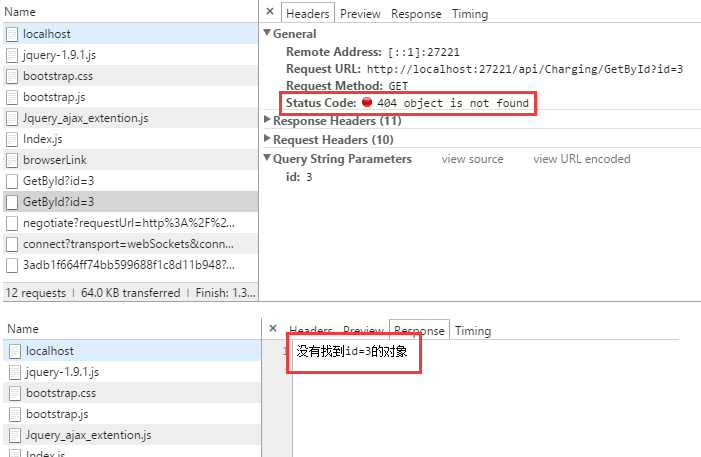 Name
localhost
jquery-1.9.1.js
bootstrap.css
bootstrap.js
Jquery_ajax_extention.js
Index.js
browserLink
GetById?id=3
GetById?id=3
negotiate?requestUrl=http%3A%2F%2...
connect?transport=webSockets&conn...
3adb1f664ff74bb599688f1c8d11b948?...
12 requests | 64.0 KB transferred | Finish: 1.3...
× Headers Preview Response Timing
General
Remote Address: [::1]:27221
Request URL: http://localhost:27221/api/Charging/GetById?id=3
Request Method: GET
Status Code: 404 object is not found
Response Headers (11)
Request Headers (10)
Query String Parameters view source view URL encoded
id: 3
Name
localhost
jquery-1.9.1.js
bootstrap.css
bootstrap.js
Jquery_ajax_extention.js
Index.js
× Headers Preview Response Timing
1 没有找到id=3的对象